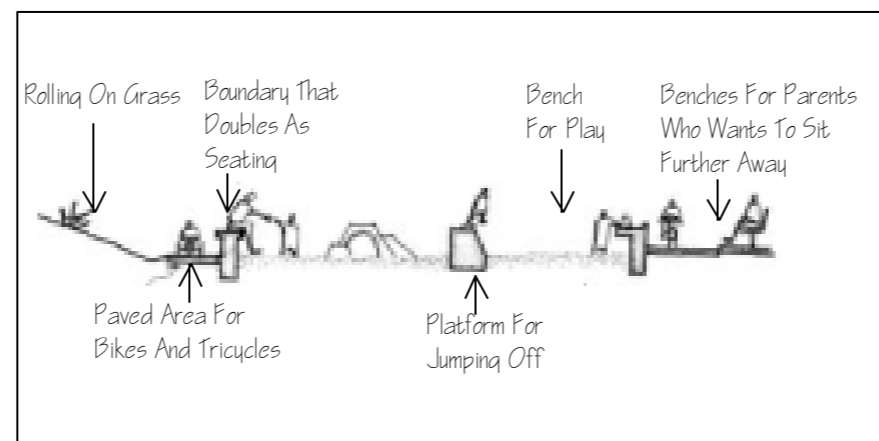 Rolling On Grass
Boundary That
Doubles As
Seating
Bench
For Play
Benches For Parents
Who Wants To Sit
Further Away
Paved Area For
Bikes And Tricycles
Platform For
Jumping Off